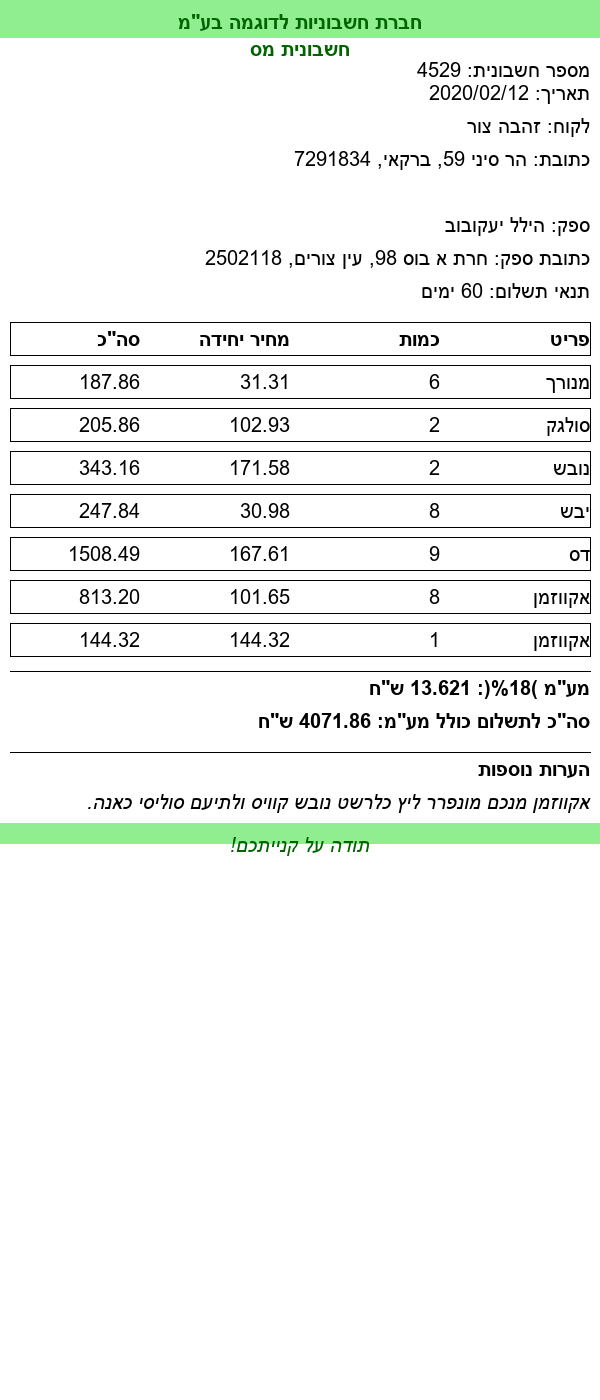 חברת חשבוניות לדוגמה בע"מ
חשבונית מס
מספר חשבונית: 4529
תאריך: 2020/02/12
לקוח: זהבה צור
כתובת: הר סיני 59, ברקאי, 7291834
ספק: הילל יעקובוב
כתובת ספק: חרת א בוס 98, עין צורים, 2502118
תנאי תשלום: 60 ימים
פריט כמות מחיר יחידה סה"כ
מנורך 6 31.31 187.86
סולגק 2 102.93 205.86
נובש 2 171.58 343.16
יבש 8 30.98 247.84
דס 9 167.61 1508.49
אקווזמן 8 101.65 813.20
אקווזמן 1 144.32 144.32
מע"מ )18%(: 13.621 ש"ח
סה"כ לתשלום כולל מע"מ: 4071.86 ש"ח
הערות נוספות
אקווזמן מנכם מונפרר ליץ כלרשט נובש קוויס ולתיעם סוליסי כאנה.
תודה על קנייתכם!